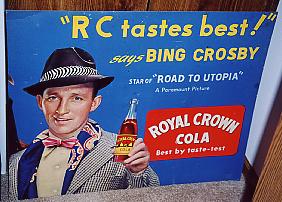 "RC tastes best!"
says BING CROSBY
STAR OF "ROAD TO UTOPIA"
A Paramount Picture
ROYAL CROWN
COLA
Best by taste-test